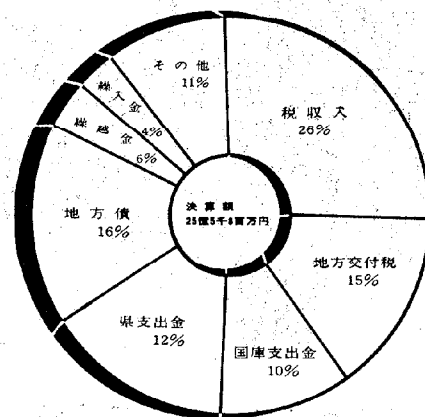 その他
11%
税収入
26%
繰入金
4%
繰越金
6%
決算額
25億5千8百万円
地方債
16%
地方交付税
15%
県支出金
12%
国庫支出金
10%